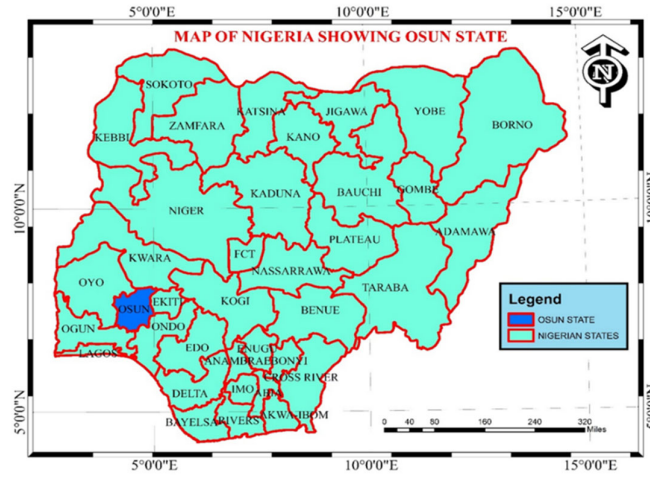 5°0'0"E 10°0'0"E 15°0'0"E
MAP OF NIGERIA SHOWING OSUN STATE
N
SOKOTO
KATSINA JIGAWA YOBE
ZAMFARA BORNO
KEBBI KANO
KADUNA BAUCHI GOMBE
10°0'0"N
NIGER
ADAMAWA
PLATEAU
FCT
KWARA
NASSARRAWA
OYO TARABA
Legend
OSUN EKITI KOGI BENUE
OSUN STATE
OGUN ONDO
NIGERIAN STATES
EDO ENUGU
LAGOS
ANAMBRA EBONYI
CROSS RIVER
DELTA IMO ABIA
5°0'0"N
BAYELSA RIVERS AKWA-IBOM
0 40 80 160 240 320
Miles
5°0'0"E 10°0'0"E 15°0'0"E